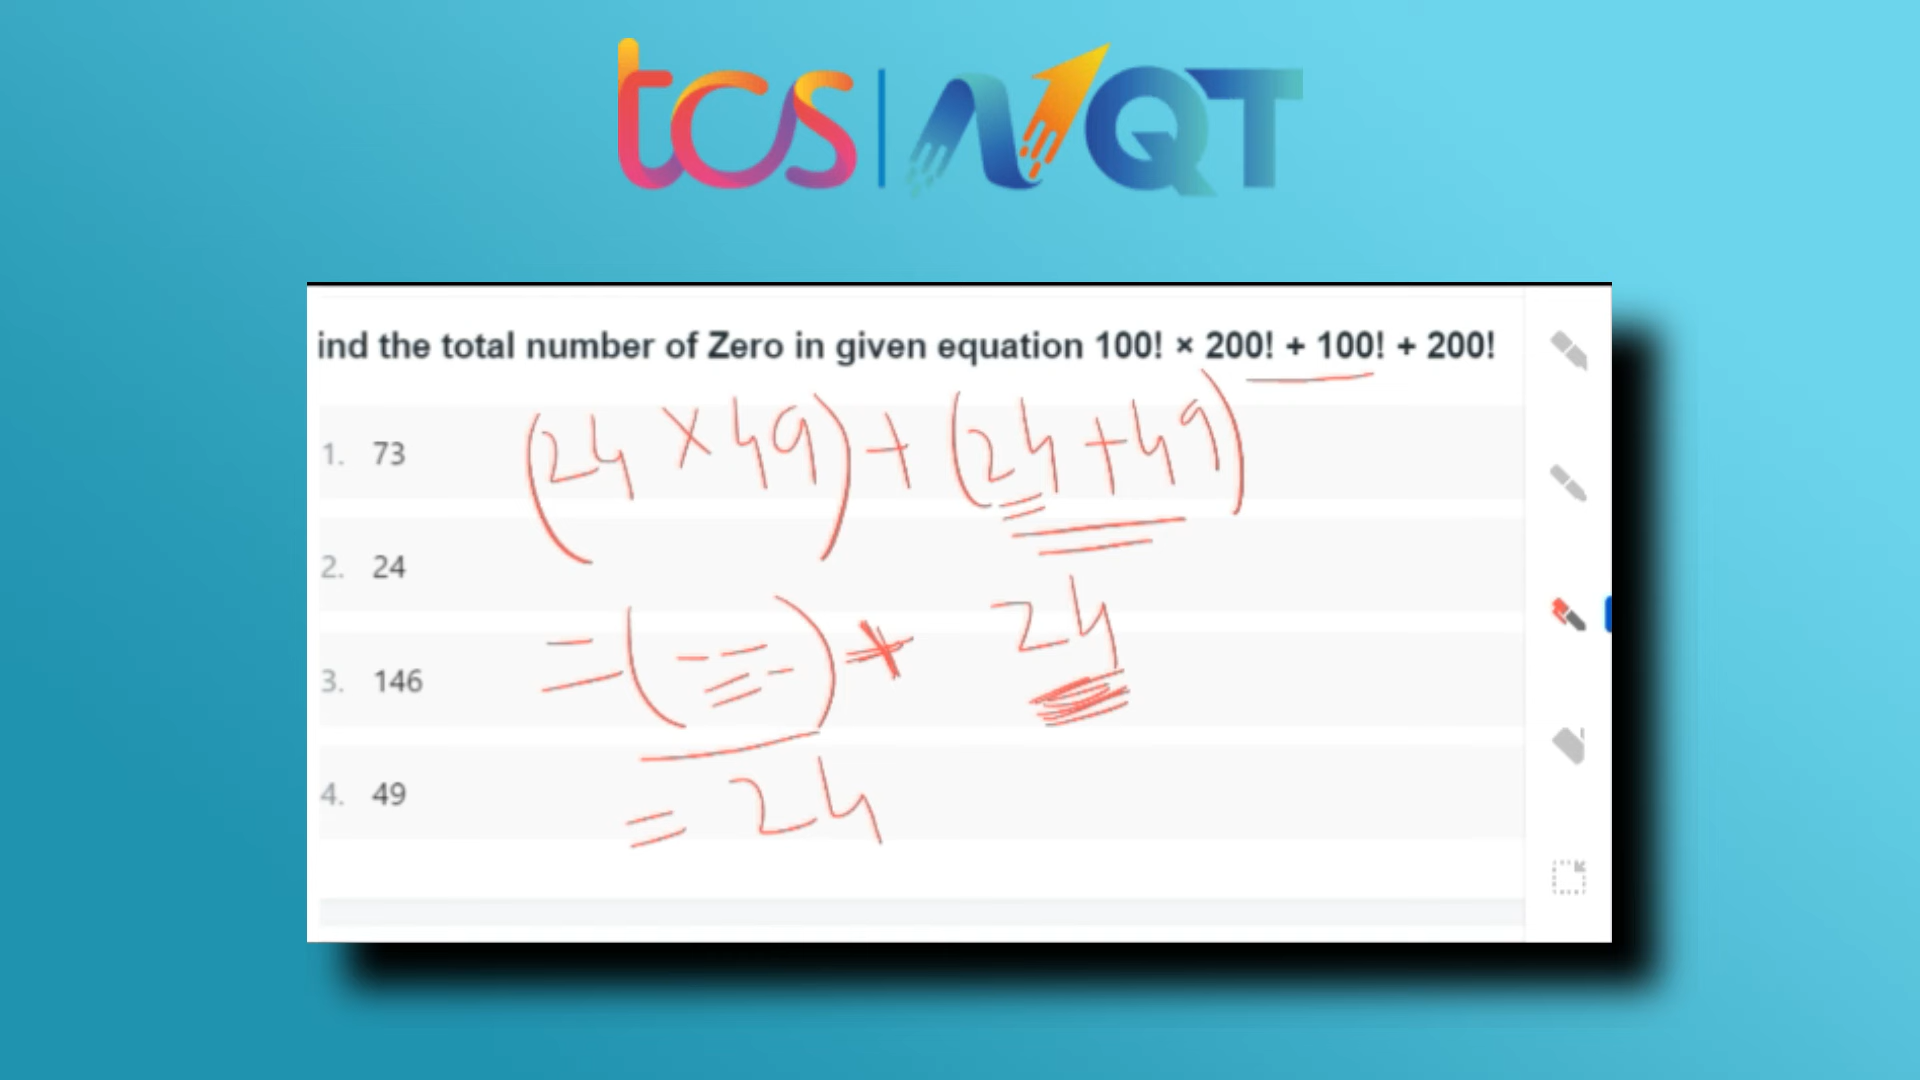 tcs | NQT
ind the total number of Zero in given equation 100! × 200! + 100! + 200!
(24 × 49) + (24 + 49)
1. 73
2. 24
= ( ) * 24
3. 146
= 24
4. 49